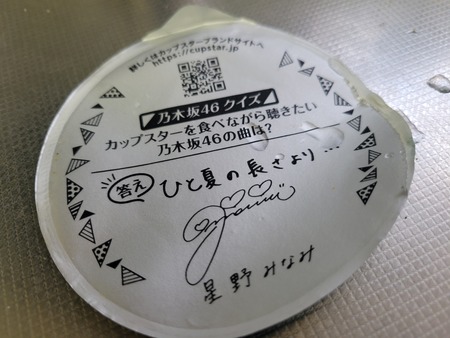 詳しくはカップスターブランドサイトへ
https://cupstar.jp
乃木坂46 クイズ
カップスターを食べながら聴きたい
乃木坂46の曲は?
答え ひと夏の長さより…
星野みなみ